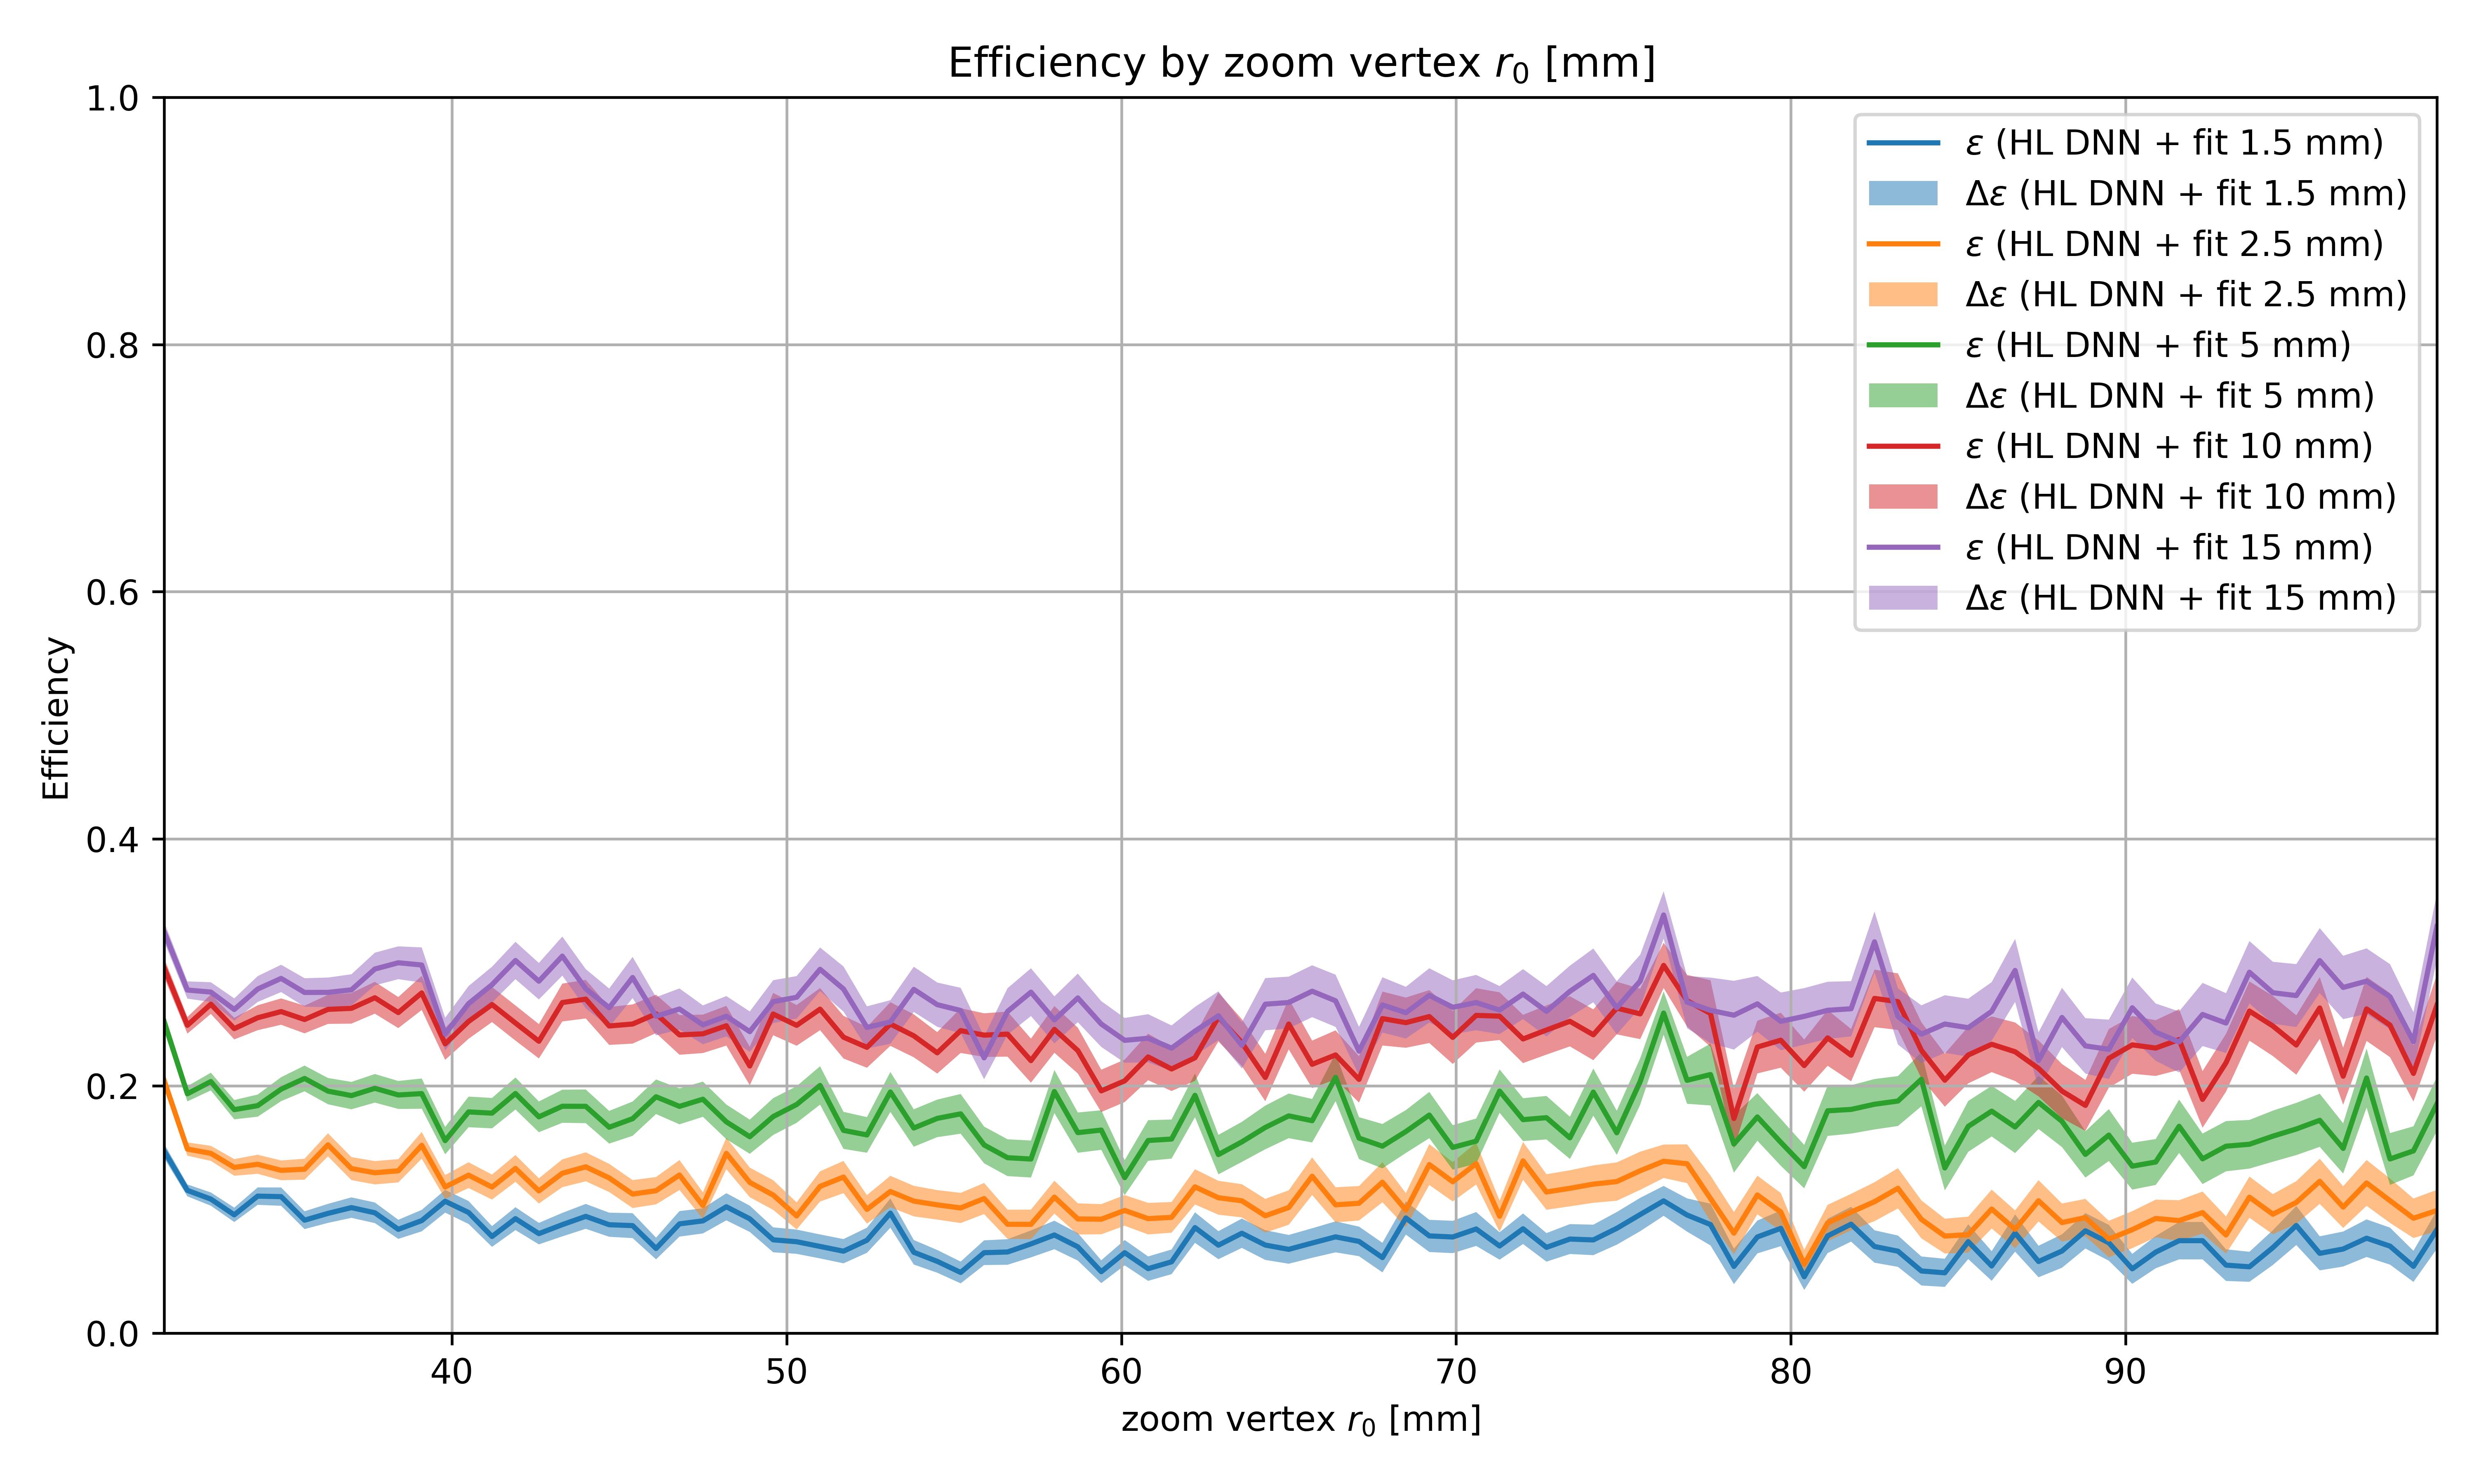 Efficiency by zoom vertex r₀ [mm]
1.0
0.8
0.6
0.4
0.2
0.0
Efficiency
ε (HL DNN + fit 1.5 mm)
Δε (HL DNN + fit 1.5 mm)
ε (HL DNN + fit 2.5 mm)
Δε (HL DNN + fit 2.5 mm)
ε (HL DNN + fit 5 mm)
Δε (HL DNN + fit 5 mm)
ε (HL DNN + fit 10 mm)
Δε (HL DNN + fit 10 mm)
ε (HL DNN + fit 15 mm)
Δε (HL DNN + fit 15 mm)
40 50 60 70 80 90
zoom vertex r₀ [mm]